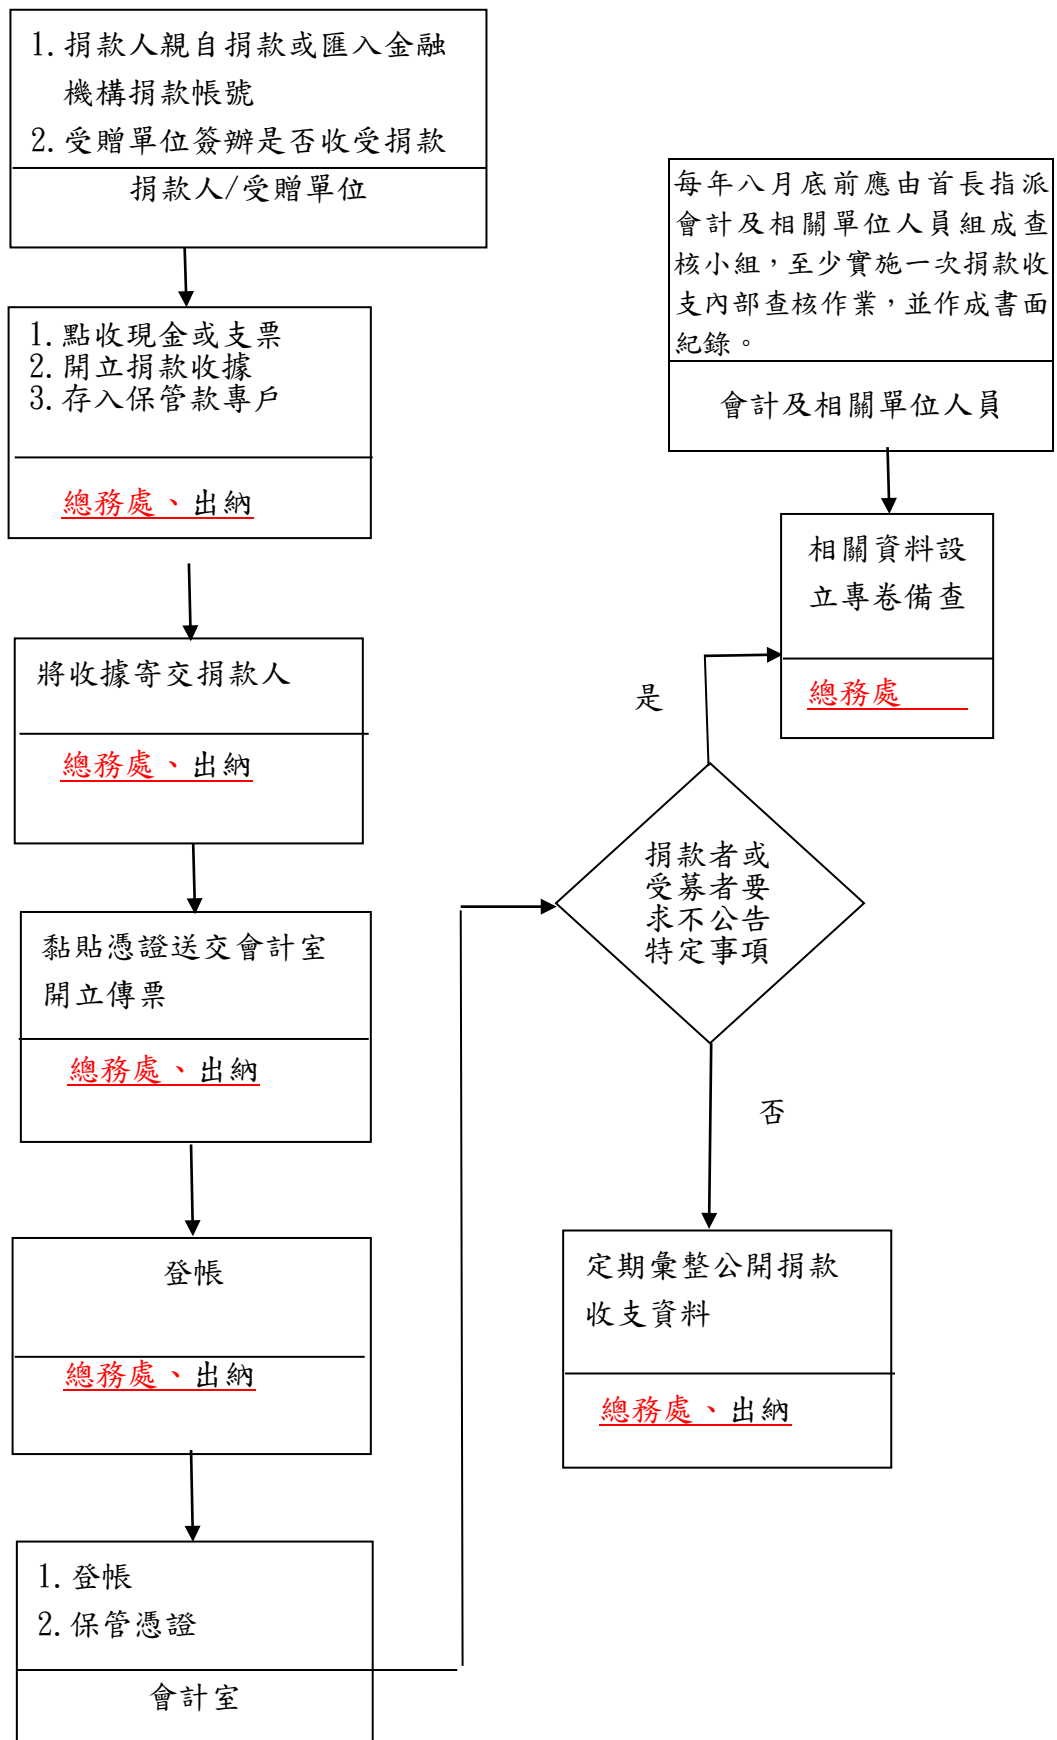 1. 捐款人親自捐款或匯入金融
機構捐款帳號
2. 受贈單位簽辦是否收受捐款
捐款人/受贈單位
1. 點收現金或支票
2. 開立捐款收據
3. 存入保管款專戶
總務處、出納
將收據寄交捐款人
總務處、出納
黏貼憑證送交會計室
開立傳票
總務處、出納
登帳
總務處、出納
1. 登帳
2. 保管憑證
會計室
每年八月底前應由首長指派
會計及相關單位人員組成查
核小組，至少實施一次捐款收
支內部查核作業，並作成書面
紀錄。
會計及相關單位人員
相關資料設
立專卷備查
總務處
是
捐款者或
受募者要
求不公告
特定事項
否
定期彙整公開捐款
收支資料
總務處、出納